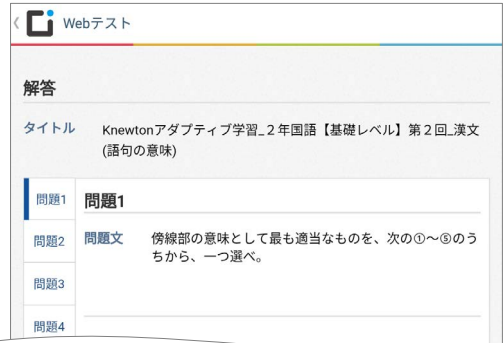 Webテスト
解答
タイトル
Knewtonアダプティブ学習_２年国語【基礎レベル】第２回_漢文
(語句の意味)
問題1
問題1
問題2
問題文
傍線部の意味として最も適当なものを、次の①～⑤のう
ちから、一つ選べ。
問題3
問題4